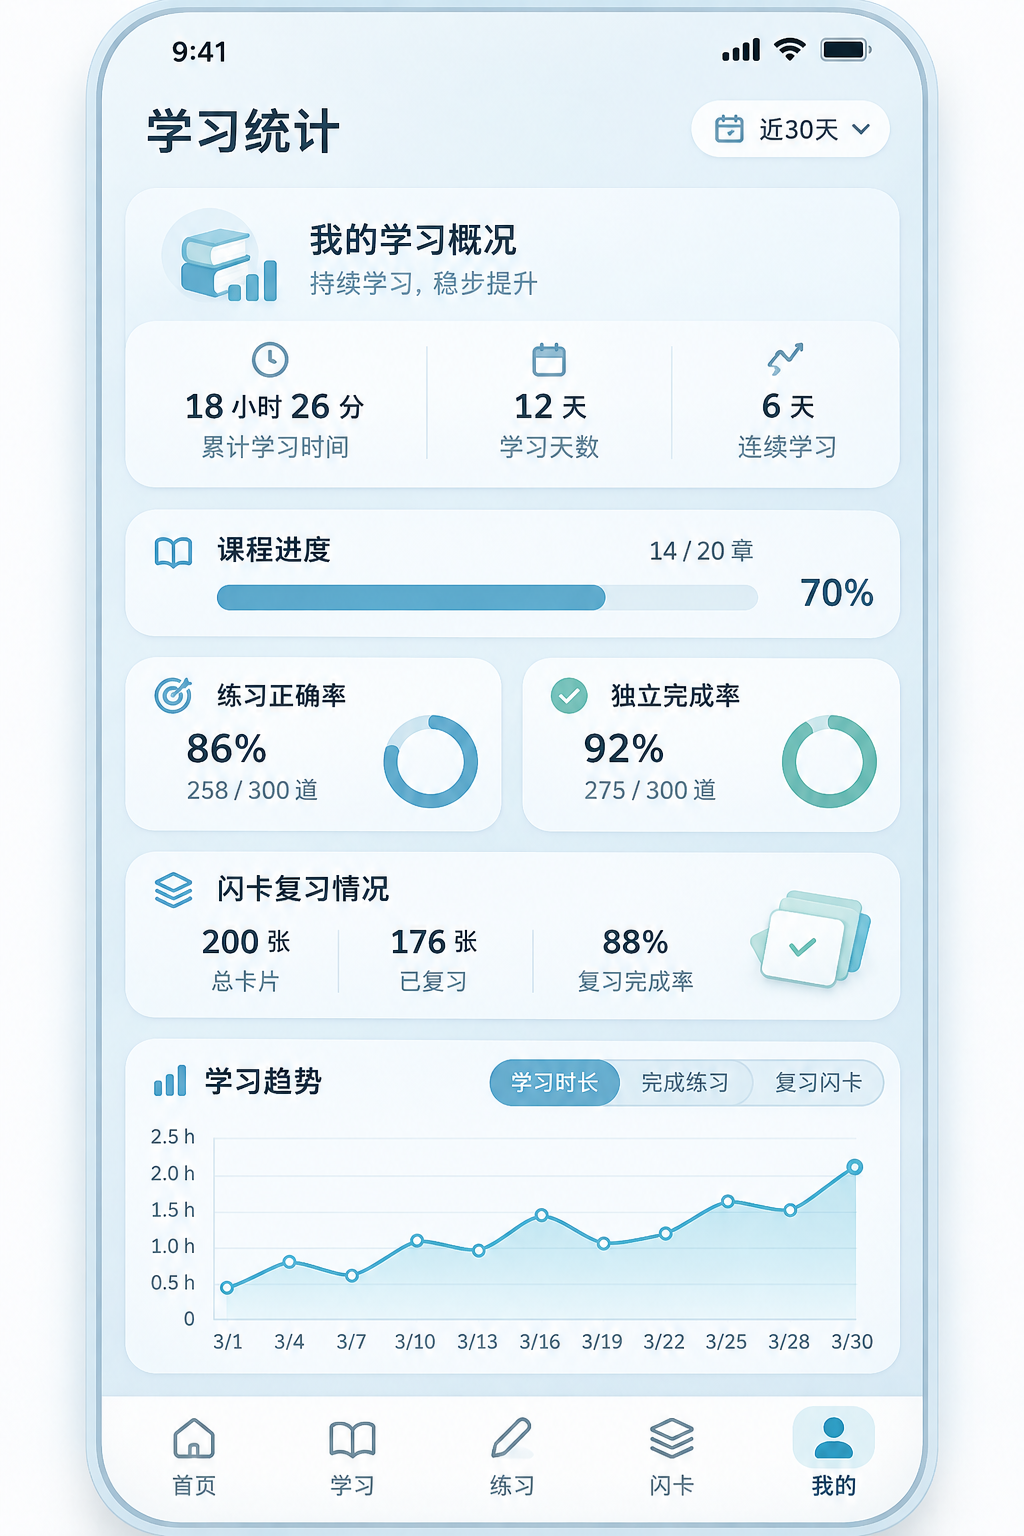 9:41
学习统计
近30天
我的学习概况
持续学习，稳步提升
18 小时 26 分
累计学习时间
12 天
学习天数
6 天
连续学习
课程进度
14 / 20 章
70%
练习正确率
86%
258 / 300 道
独立完成率
92%
275 / 300 道
闪卡复习情况
200 张
总卡片
176 张
已复习
88%
复习完成率
学习趋势
学习时长
完成练习
复习闪卡
2.5 h
2.0 h
1.5 h
1.0 h
0.5 h
0
3/1 3/4 3/7 3/10 3/13 3/16 3/19 3/22 3/25 3/28 3/30
首页
学习
练习
闪卡
我的